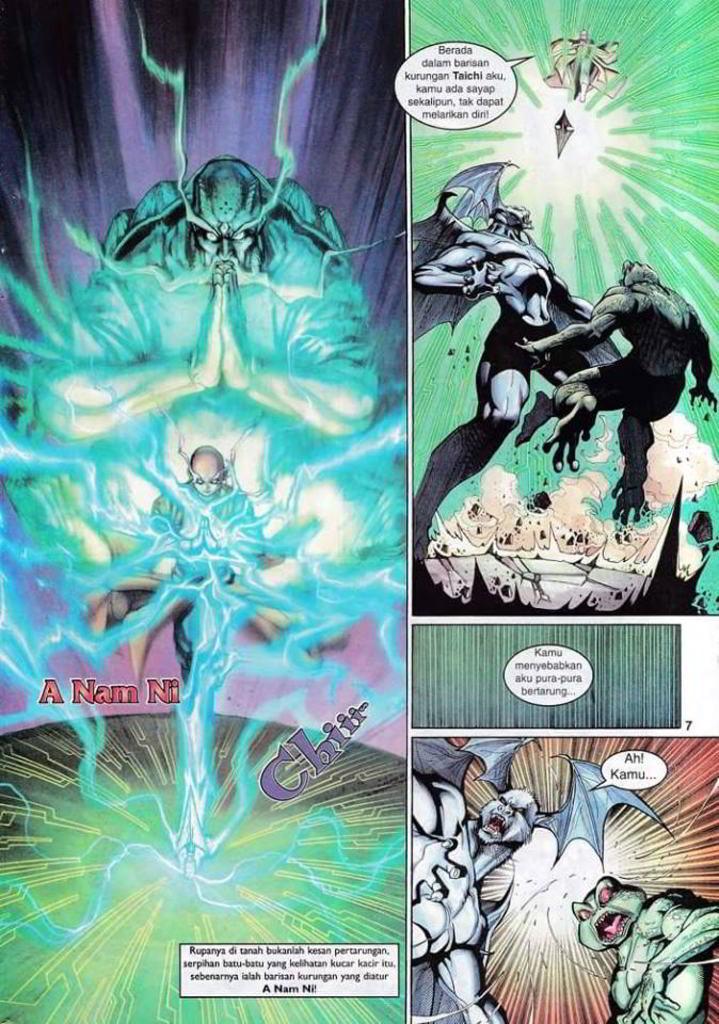 A Nam Ni
Chiii-
Rupanya di tanah bukanlah kesan pertarungan,
serpihan batu-batu yang kelihatan kucar kacir itu,
sebenarnya ialah barisan kurungan yang diatur
A Nam Ni!
Berada
dalam barisan
kurungan Taichi aku,
kamu ada sayap
sekalipun, tak dapat
melarikan diri!
Kamu
menyebabkan
aku pura-pura
bertarung...
7
Ah!
Kamu...